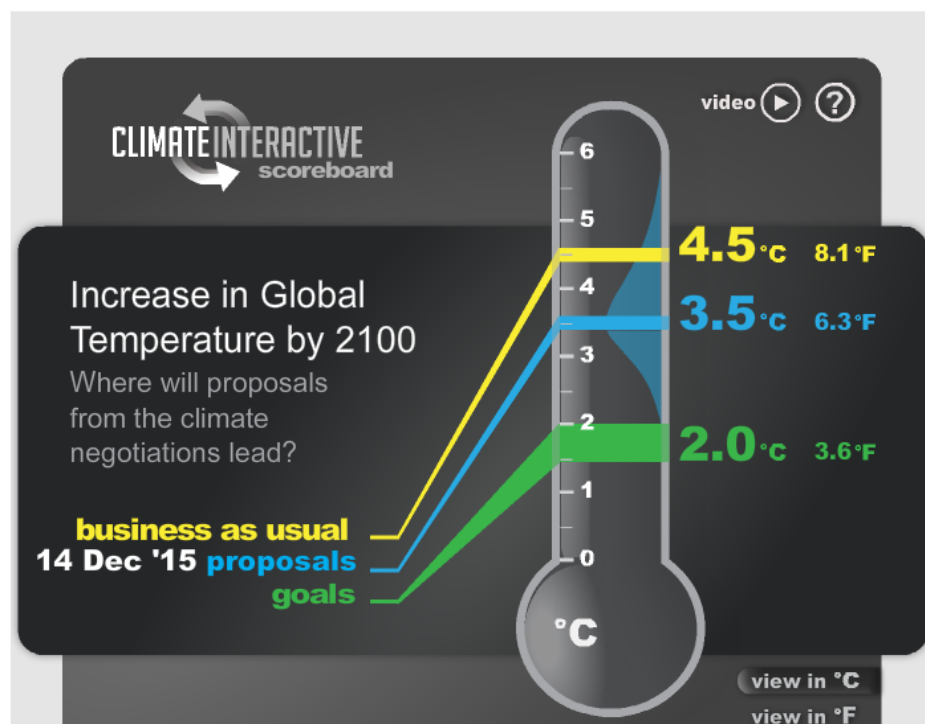 CLIMATE INTERACTIVE
scoreboard
video
?
6
5
4
3
2
1
0
4.5 °C 8.1 °F
3.5 °C 6.3 °F
2.0 °C 3.6 °F
Increase in Global
Temperature by 2100
Where will proposals
from the climate
negotiations lead?
business as usual
14 Dec '15 proposals
goals
°C
view in °C
view in °F